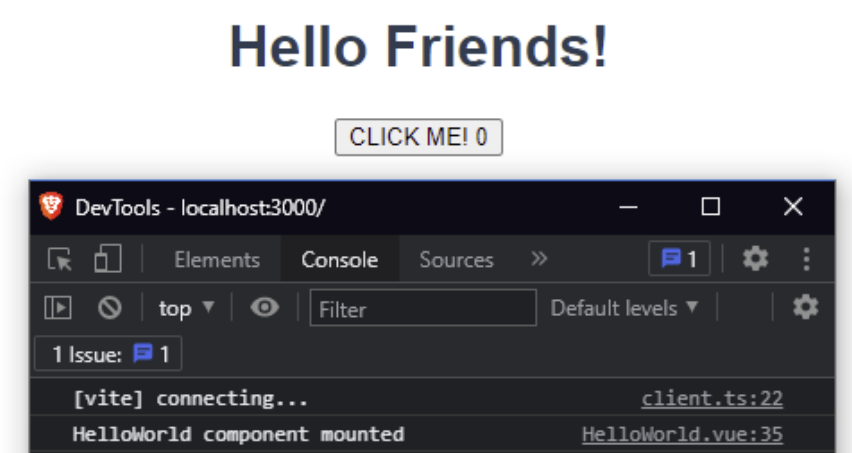 Hello Friends!
CLICK ME! 0
DevTools - localhost:3000/
Elements Console Sources 1
top Filter Default levels
1 Issue: 1
[vite] connecting... client.ts:22
HelloWorld component mounted HelloWorld.vue:35